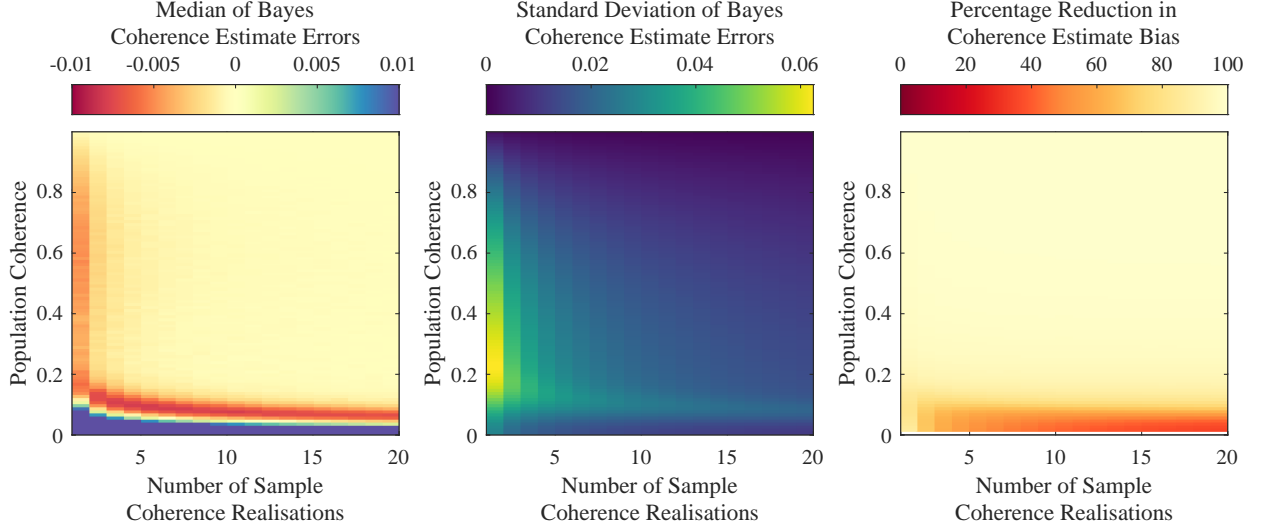 Median of Bayes
Coherence Estimate Errors
-0.01 -0.005 0 0.005 0.01
Population Coherence
0.8
0.6
0.4
0.2
0
5 10 15 20
Number of Sample
Coherence Realisations
Standard Deviation of Bayes
Coherence Estimate Errors
0 0.02 0.04 0.06
Population Coherence
0.8
0.6
0.4
0.2
0
5 10 15 20
Number of Sample
Coherence Realisations
Percentage Reduction in
Coherence Estimate Bias
0 20 40 60 80 100
Population Coherence
0.8
0.6
0.4
0.2
0
5 10 15 20
Number of Sample
Coherence Realisations